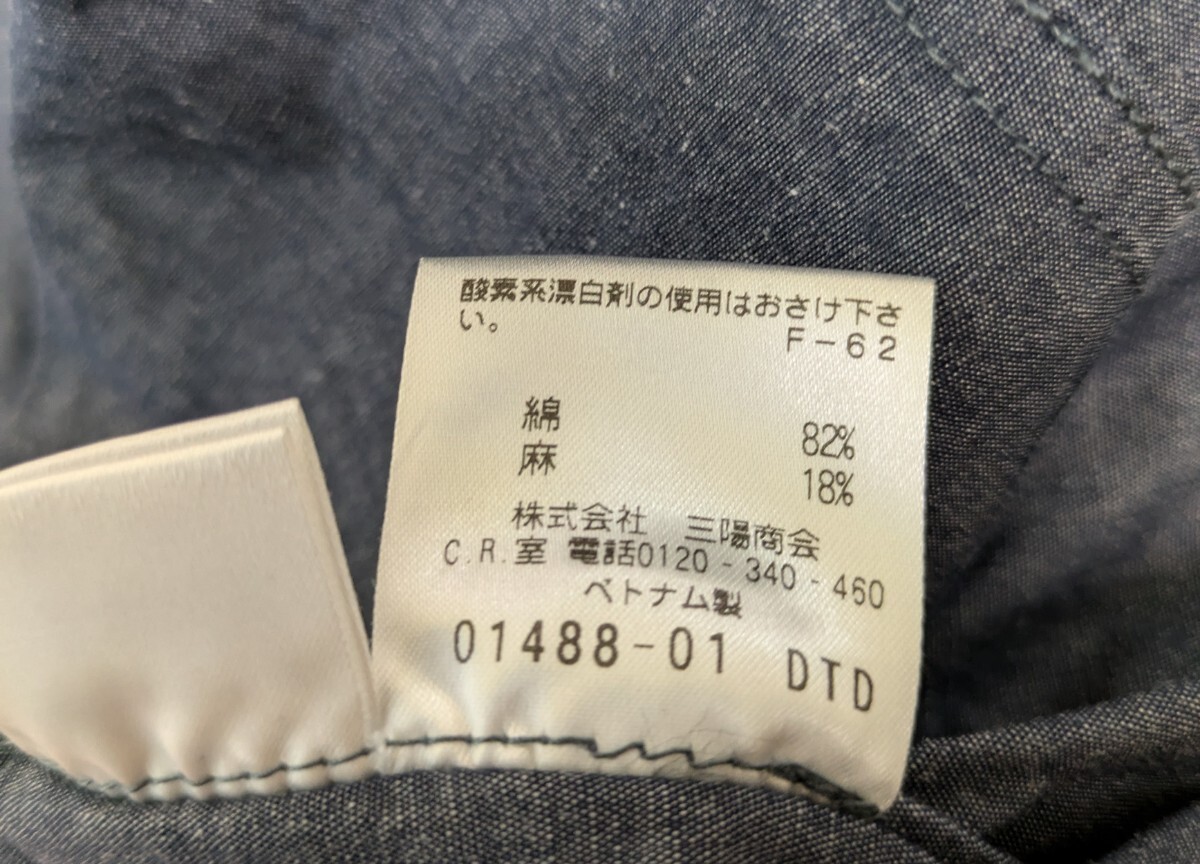 酸素系漂白剤の使用はおさけ下さ
い。
F-62
綿 82%
麻 18%
株式会社 三陽商会
C.R.室 電話0120-340-460
ベトナム製
01488-01 DTD